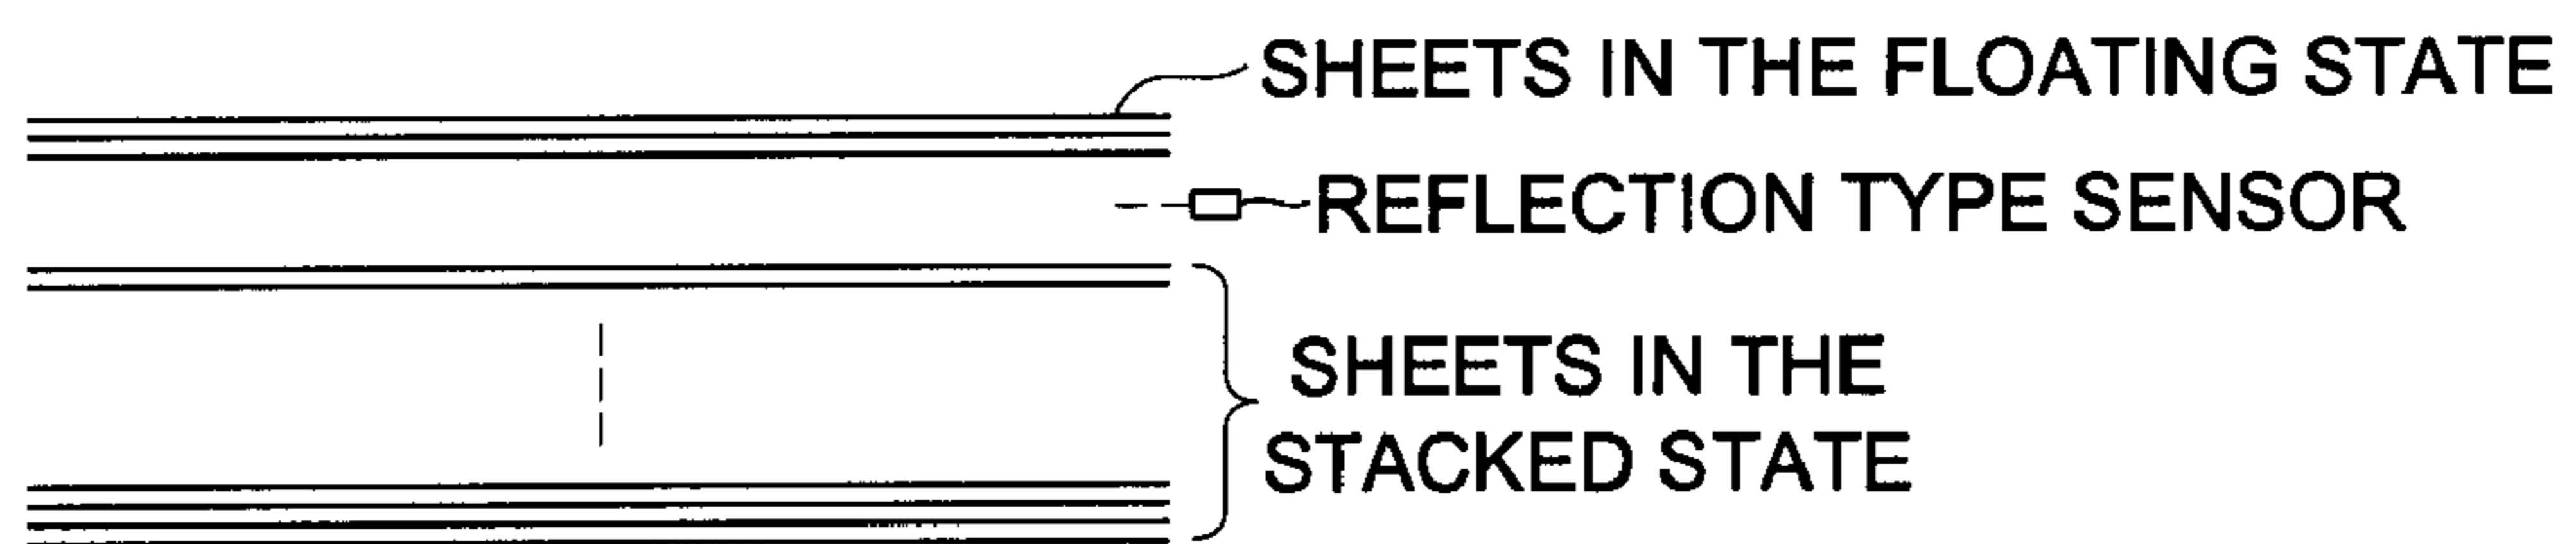 SHEETS IN THE FLOATING STATE
REFLECTION TYPE SENSOR
SHEETS IN THE
STACKED STATE